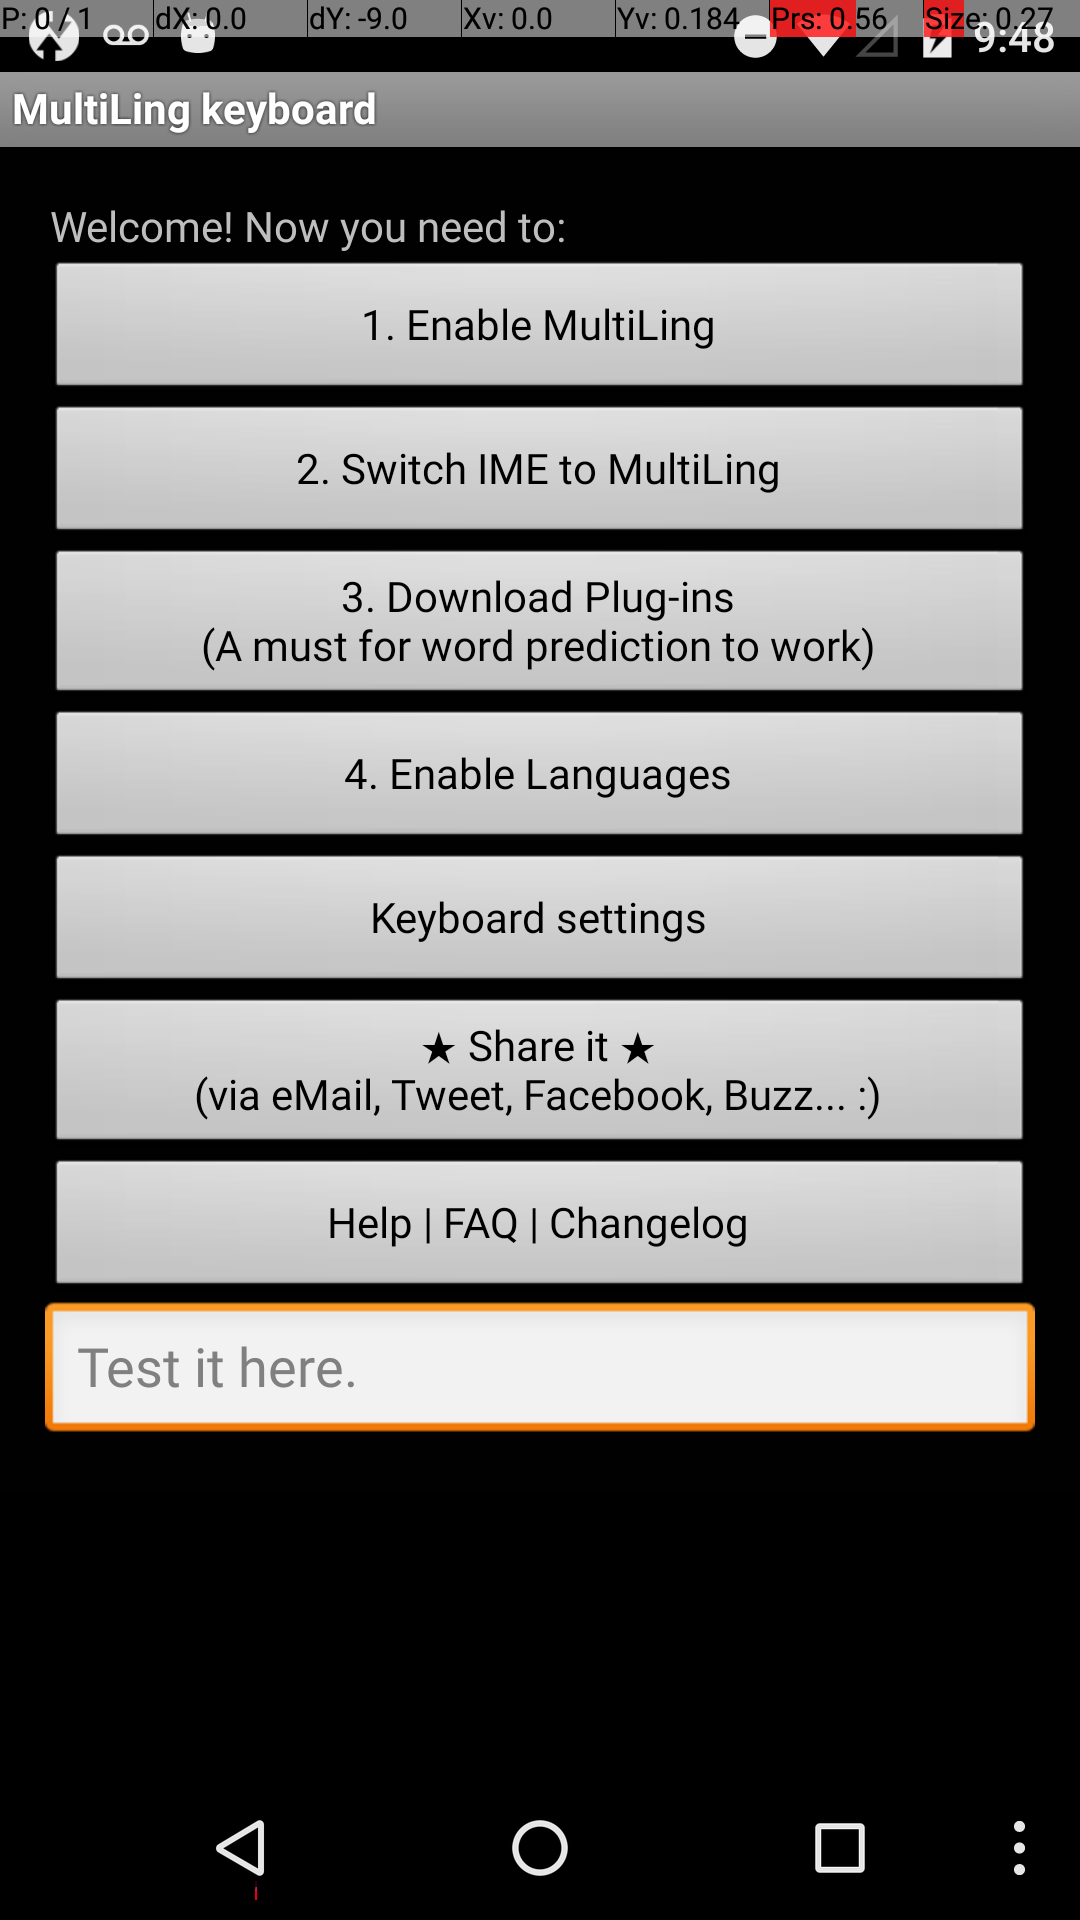 P: 0 / 1 dX: 0.0 dY: -9.0 Xv: 0.0 Yv: 0.184 Prs: 0.56 Size: 0.27
9:48
MultiLing keyboard
Welcome! Now you need to:
1. Enable MultiLing
2. Switch IME to MultiLing
3. Download Plug-ins
(A must for word prediction to work)
4. Enable Languages
Keyboard settings
★ Share it ★
(via eMail, Tweet, Facebook, Buzz... :)
Help | FAQ | Changelog
Test it here.